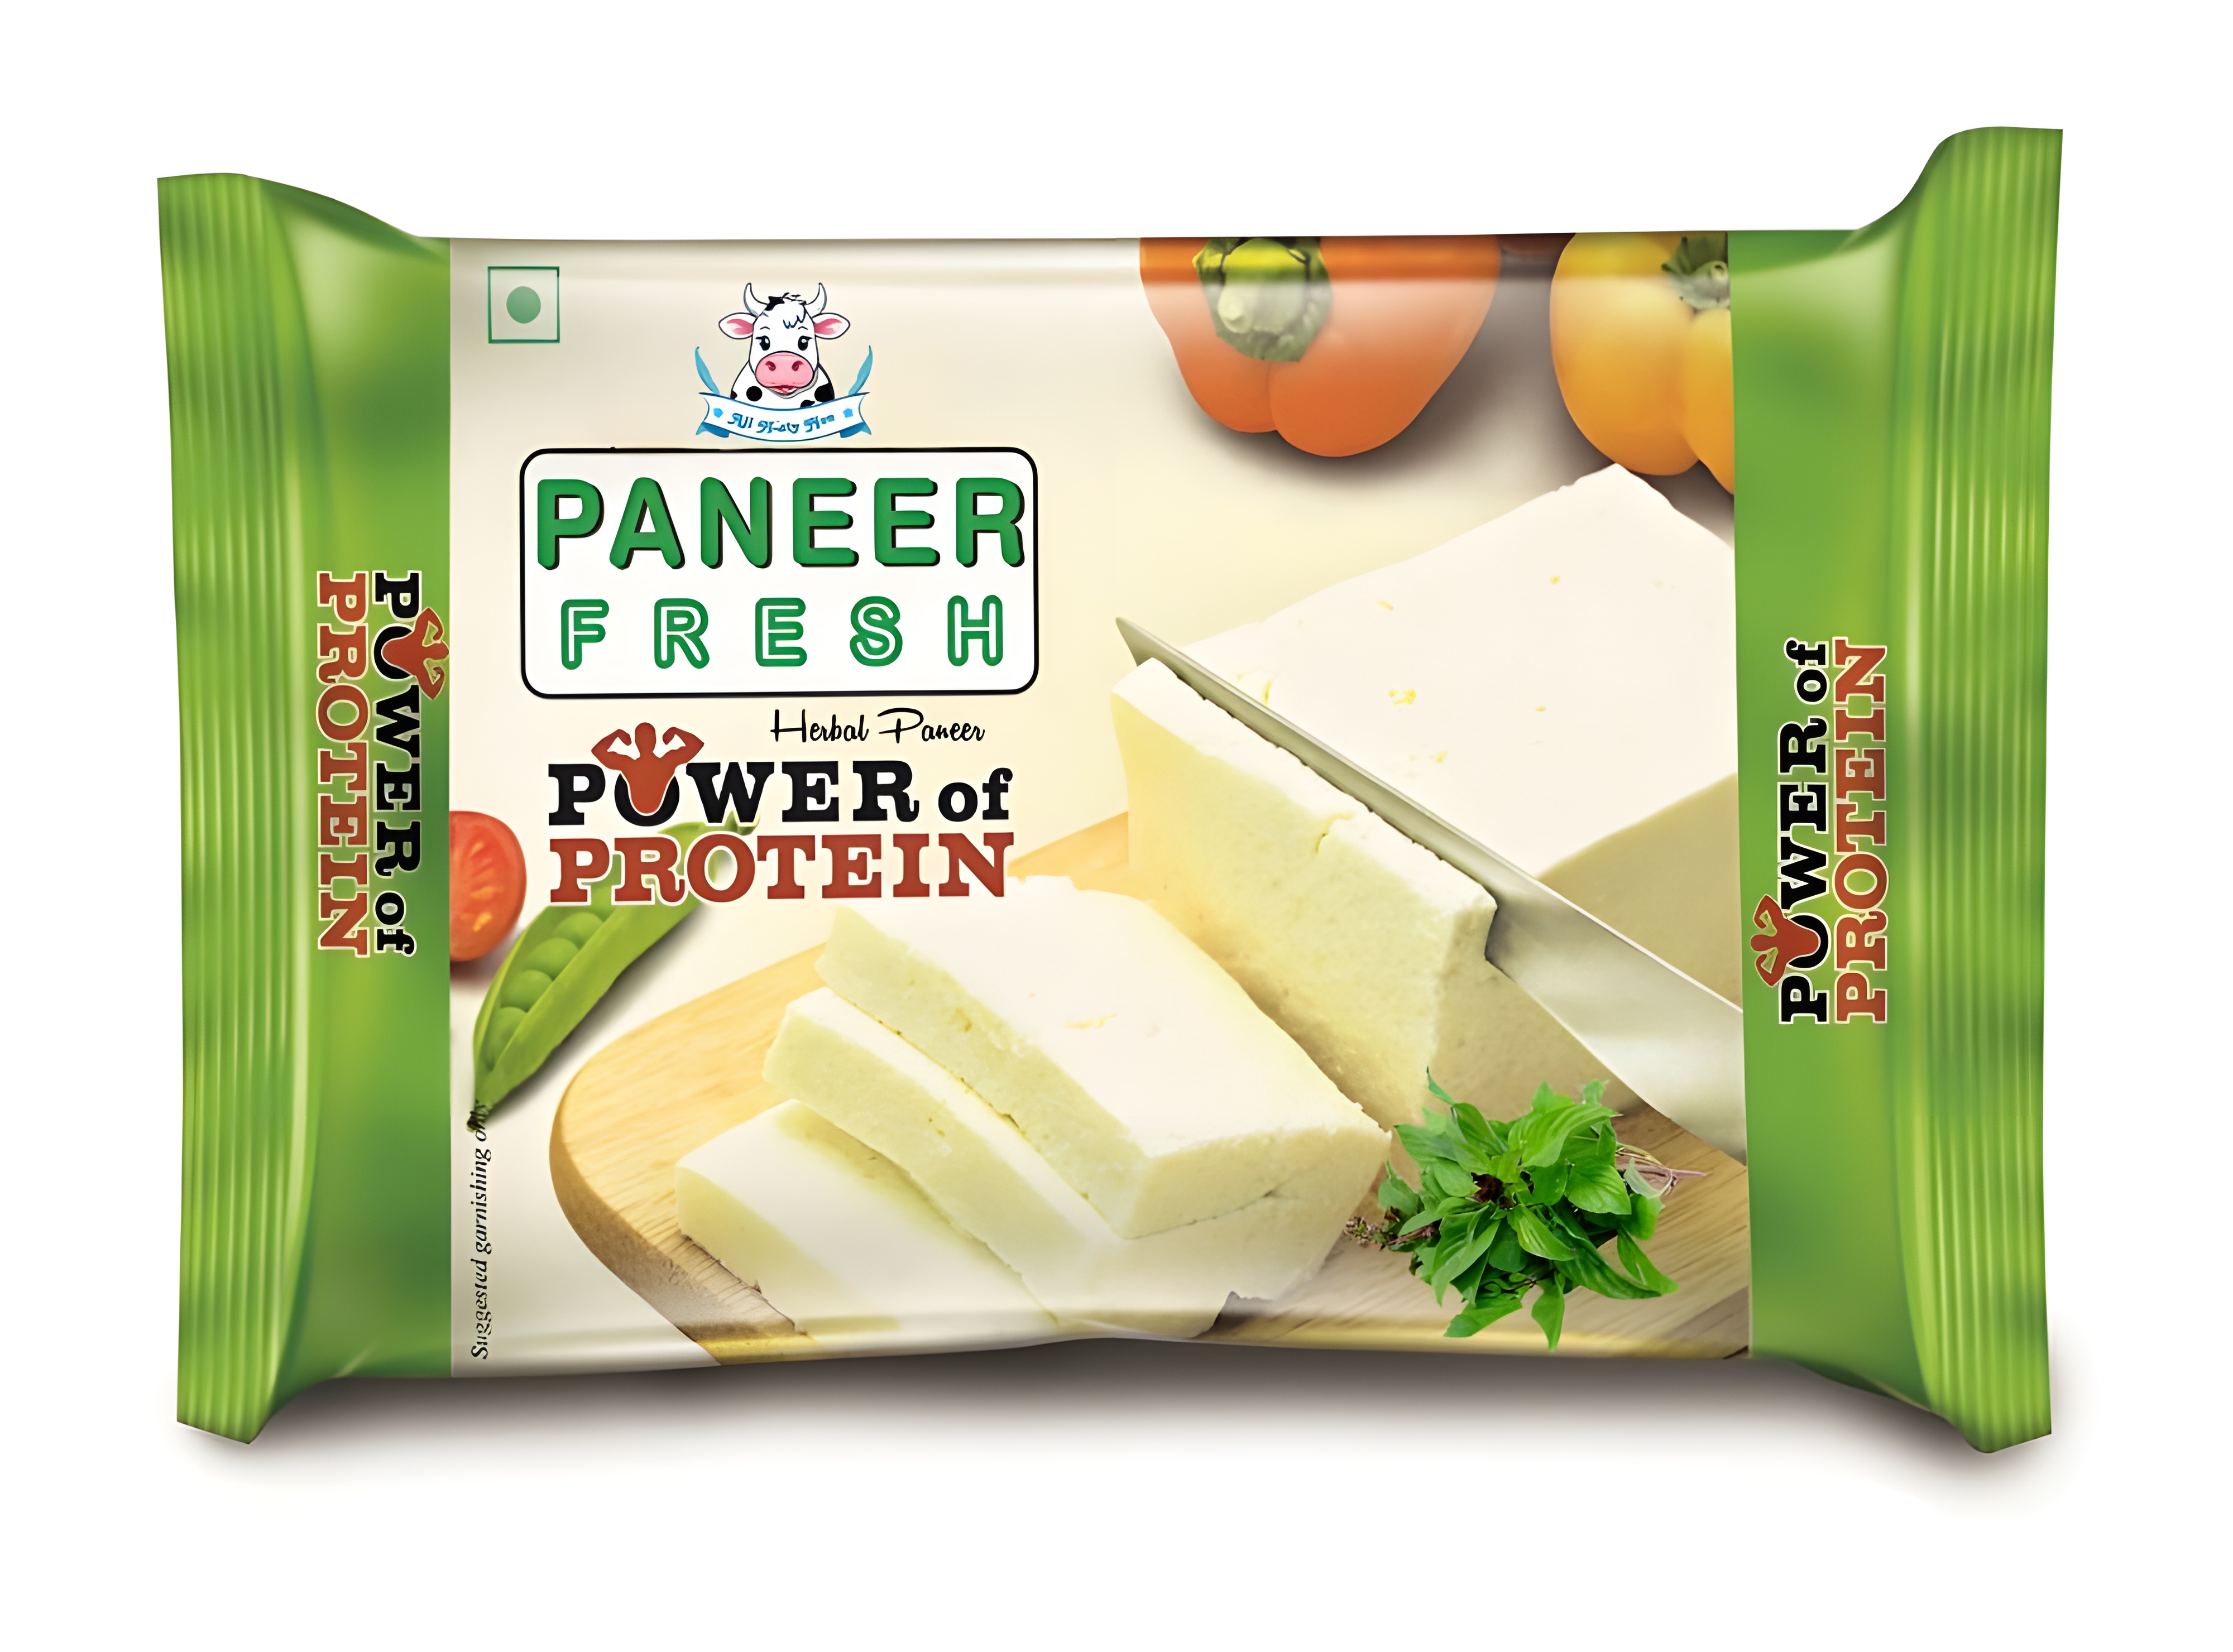 PANEER
FRESH
Herbal Paneer
POWER of
PROTEIN
POWER of
PROTEIN
POWER of
PROTEIN
Suggested garnishing only